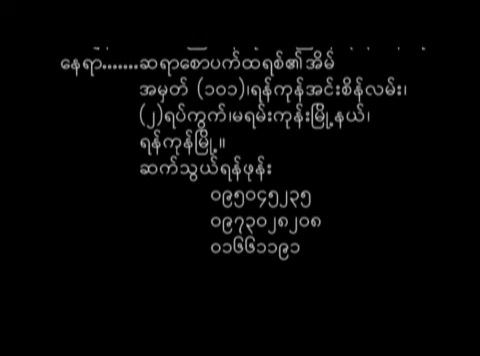 နေရာ.......ဆရာစောပက်ထရစ်၏အိမ်
အမှတ် (၁၀၁)၊ရန်ကုန်အင်းစိန်လမ်း၊
(၂)ရပ်ကွက်၊မရမ်းကုန်းမြို့နယ်၊
ရန်ကုန်မြို့။
ဆက်သွယ်ရန်ဖုန်း
၀၉၅၀၄၅၂၃၅
၀၉၇၃၀၂၈၂၀၈
၀၁၆၆၁၁၉၁